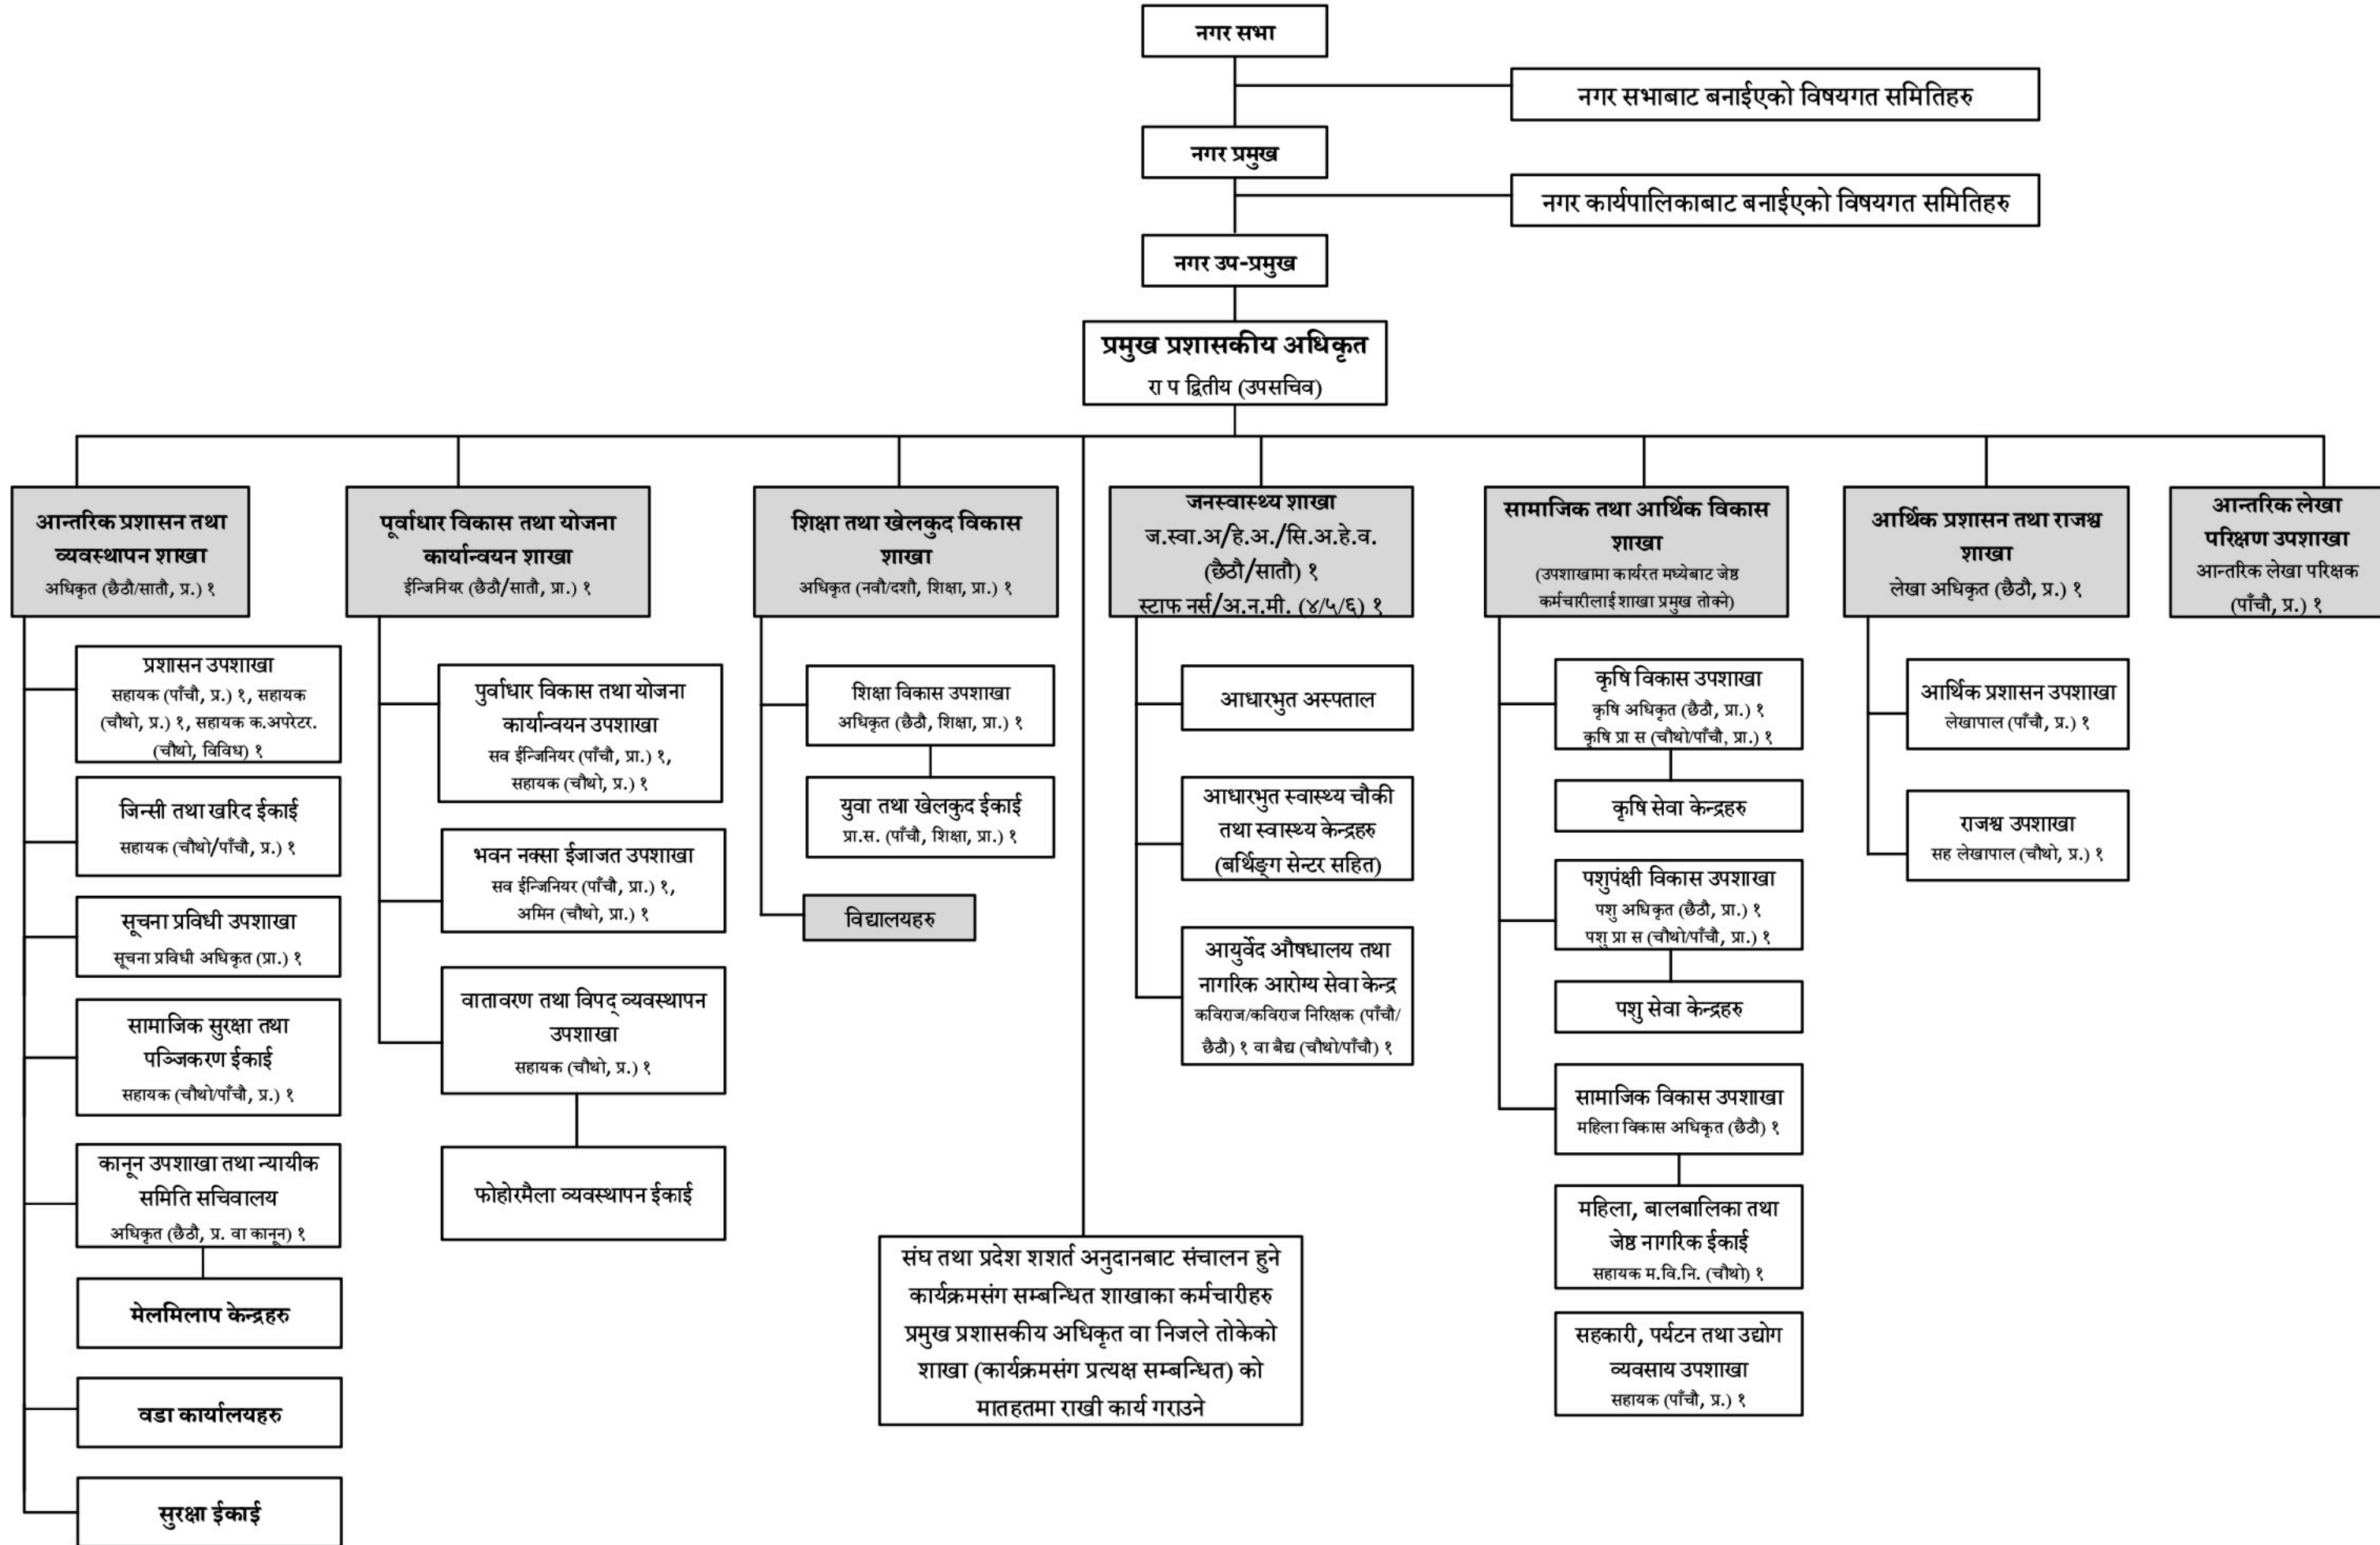 नगर सभा
नगर सभाबाट बनाईएको विषयगत समितिहरु
नगर प्रमुख
नगर कार्यपालिकाबाट बनाईएको विषयगत समितिहरु
नगर उप-प्रमुख
प्रमुख प्रशासकीय अधिकृत
रा प द्वितीय (उपसचिव)
आन्तरिक प्रशासन तथा
व्यवस्थापन शाखा
अधिकृत (छैठौ/सातौ, प्र.) १
प्रशासन उपशाखा
सहायक (पाँचौ, प्र.) १, सहायक
(चौथो, प्र.) १, सहायक क.अपरेटर.
(चौथो, विविध) १
जिन्सी तथा खरिद ईकाई
सहायक (चौथो/पाँचौ, प्र.) १
सूचना प्रविधी उपशाखा
सूचना प्रविधी अधिकृत (प्रा.) १
सामाजिक सुरक्षा तथा
पञ्जिकरण ईकाई
सहायक (चौथो/पाँचौ, प्र.) १
कानून उपशाखा तथा न्यायीक
समिति सचिवालय
अधिकृत (छैठौ, प्र. वा कानून) १
मेलमिलाप केन्द्रहरु
वडा कार्यालयहरु
सुरक्षा ईकाई
पूर्वाधार विकास तथा योजना
कार्यान्वयन शाखा
ईन्जिनियर (छैठौ/सातौ, प्रा.) १
पुर्वाधार विकास तथा योजना
कार्यान्वयन उपशाखा
सव ईन्जिनियर (पाँचौ, प्रा.) १,
सहायक (चौथो, प्र.) १
भवन नक्सा ईजाजत उपशाखा
सव ईन्जिनियर (पाँचौ, प्रा.) १,
अमिन (चौथो, प्रा.) १
वातावरण तथा विपद् व्यवस्थापन
उपशाखा
सहायक (चौथो, प्र.) १
फोहोरमैला व्यवस्थापन ईकाई
शिक्षा तथा खेलकुद विकास
शाखा
अधिकृत (नवौ/दशौ, शिक्षा, प्रा.) १
शिक्षा विकास उपशाखा
अधिकृत (छैठौ, शिक्षा, प्रा.) १
युवा तथा खेलकुद ईकाई
प्रा.स. (पाँचौ, शिक्षा, प्रा.) १
विद्यालयहरु
संघ तथा प्रदेश शशर्त अनुदानबाट संचालन हुने
कार्यक्रमसंग सम्बन्धित शाखाका कर्मचारीहरु
प्रमुख प्रशासकीय अधिकृत वा निजले तोकेको
शाखा (कार्यक्रमसंग प्रत्यक्ष सम्बन्धित) को
मातहतमा राखी कार्य गराउने
जनस्वास्थ्य शाखा
ज.स्वा.अ/हे.अ./सि.अ.हे.व.
(छैठौ/सातौ) १
स्टाफ नर्स/अ.न.मी. (४/५/६) १
आधारभुत अस्पताल
आधारभुत स्वास्थ्य चौकी
तथा स्वास्थ्य केन्द्रहरु
(बर्थिङ्ग सेन्टर सहित)
आयुर्वेद औषधालय तथा
नागरिक आरोग्य सेवा केन्द्र
कविराज/कविराज निरिक्षक (पाँचौ/
छैठौ) १ वा बैद्य (चौथो/पाँचौ) १
सामाजिक तथा आर्थिक विकास
शाखा
(उपशाखामा कार्यरत मध्येबाट जेष्ठ
कर्मचारीलाई शाखा प्रमुख तोक्ने)
कृषि विकास उपशाखा
कृषि अधिकृत (छैठौ, प्रा.) १
कृषि प्रा स (चौथो/पाँचौ, प्रा.) १
कृषि सेवा केन्द्रहरु
पशुपंक्षी विकास उपशाखा
पशु अधिकृत (छैठौ, प्रा.) १
पशु प्रा स (चौथो/पाँचौ, प्रा.) १
पशु सेवा केन्द्रहरु
सामाजिक विकास उपशाखा
महिला विकास अधिकृत (छैठौ) १
महिला, बालबालिका तथा
जेष्ठ नागरिक ईकाई
सहायक म.वि.नि. (चौथो) १
सहकारी, पर्यटन तथा उद्योग
व्यवसाय उपशाखा
सहायक (पाँचौ, प्र.) १
आर्थिक प्रशासन तथा राजश्व
शाखा
लेखा अधिकृत (छैठौ, प्र.) १
आर्थिक प्रशासन उपशाखा
लेखापाल (पाँचौ, प्र.) १
राजश्व उपशाखा
सह लेखापाल (चौथो, प्र.) १
आन्तरिक लेखा
परिक्षण उपशाखा
आन्तरिक लेखा परिक्षक
(पाँचौ, प्र.) १